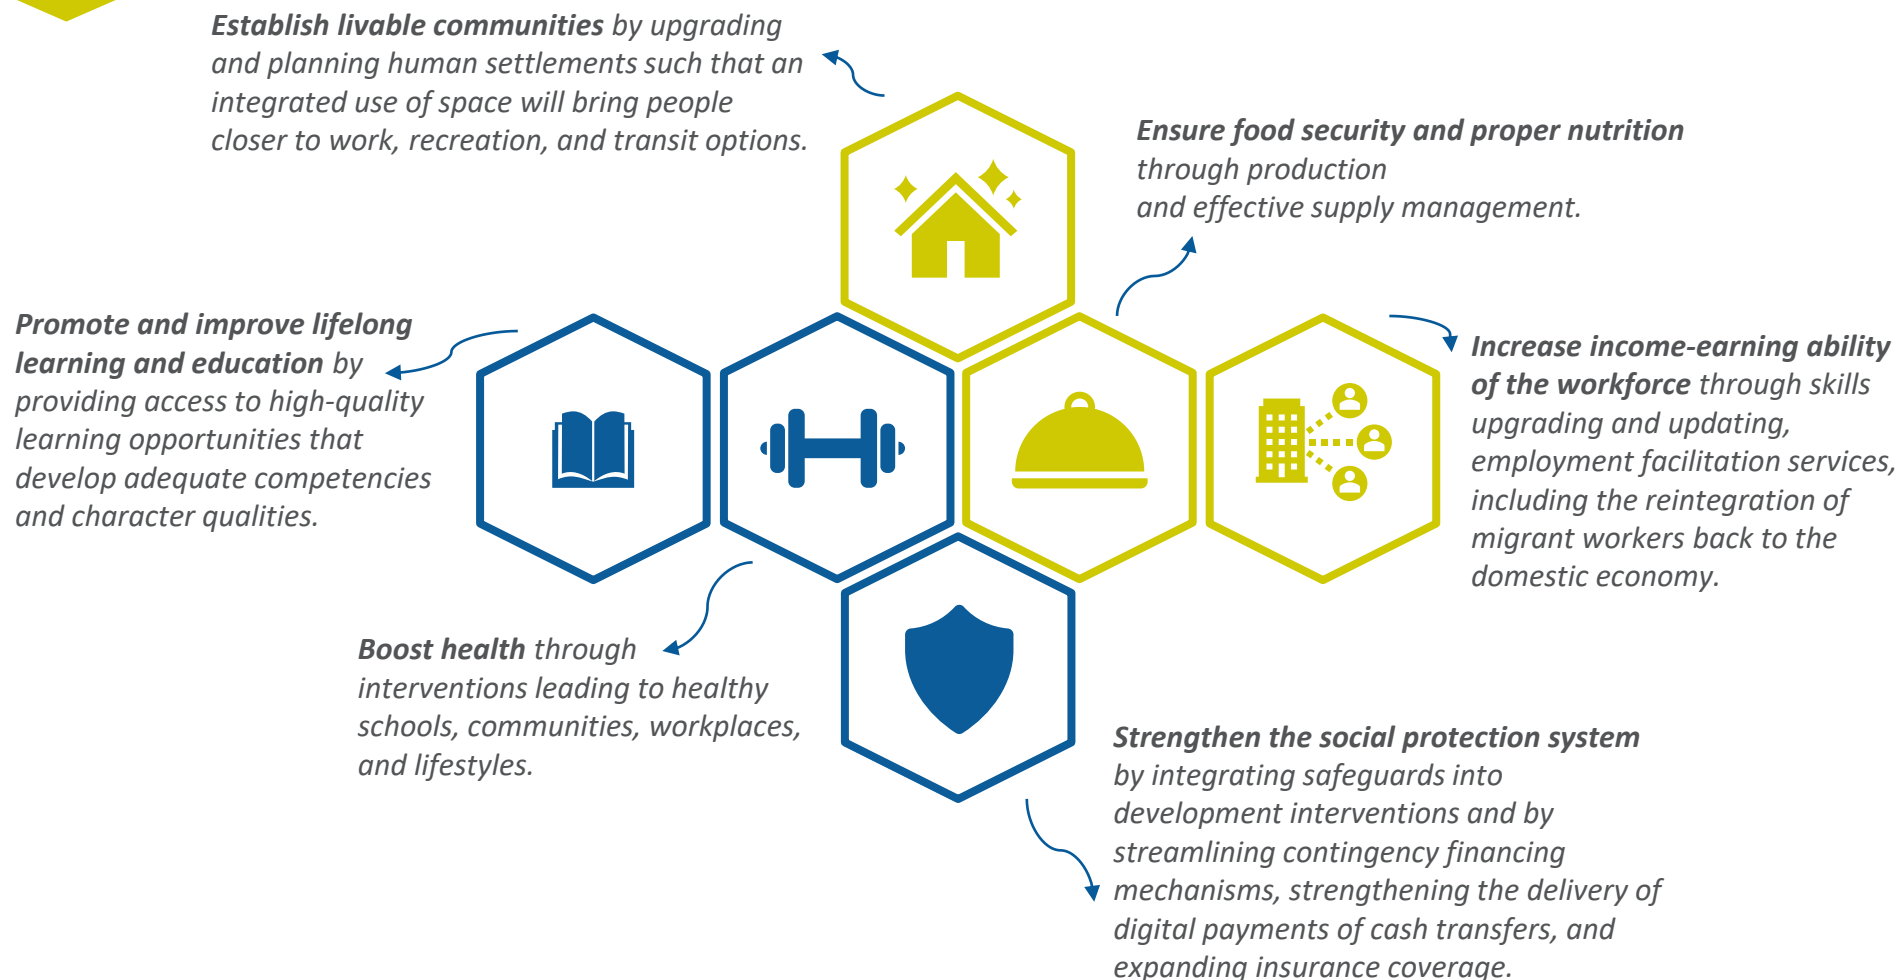 Establish livable communities by upgrading
and planning human settlements such that an
integrated use of space will bring people
closer to work, recreation, and transit options.
Ensure food security and proper nutrition
through production
and effective supply management.
Promote and improve lifelong
learning and education by
providing access to high-quality
learning opportunities that
develop adequate competencies
and character qualities.
Increase income-earning ability
of the workforce through skills
upgrading and updating,
employment facilitation services,
including the reintegration of
migrant workers back to the
domestic economy.
Boost health through
interventions leading to healthy
schools, communities, workplaces,
and lifestyles.
Strengthen the social protection system
by integrating safeguards into
development interventions and by
streamlining contingency financing
mechanisms, strengthening the delivery of
digital payments of cash transfers, and
expanding insurance coverage.